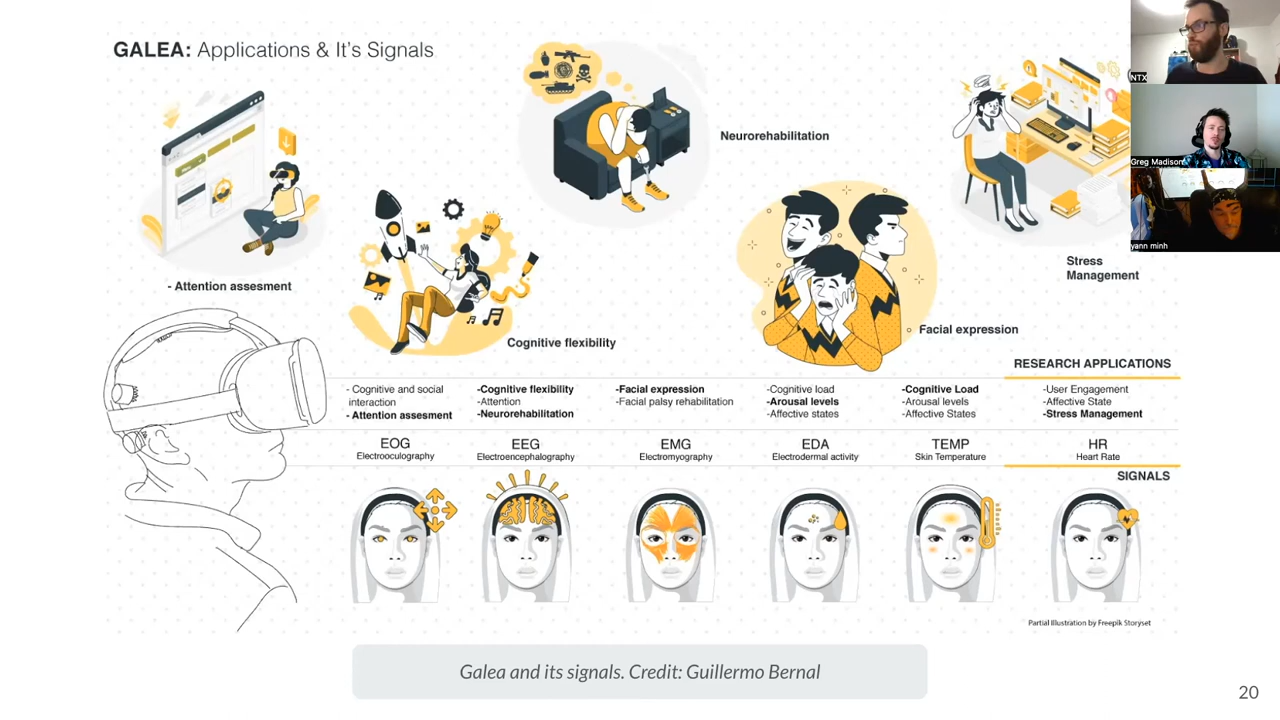 GALEA: Applications & It's Signals
NTX
Greg Madison
yann minh
Neurorehabilitation
Stress
Management
- Attention assesment
Facial expression
Cognitive flexibility
RESEARCH APPLICATIONS
- Cognitive and social
interaction
- Attention assesment
-Cognitive flexibility
-Attention
-Neurorehabilitation
-Facial expression
-Facial palsy rehabilitation
-Cognitive load
-Arousal levels
-Affective states
-Cognitive Load
-Arousal levels
-Affective States
-User Engagement
-Affective State
-Stress Management
EOG
Electrooculography
EEG
Electroencephalography
EMG
Electromyography
EDA
Electrodermal activity
TEMP
Skin Temperature
HR
Heart Rate
SIGNALS
Partial Illustration by Freepik Storyset
Galea and its signals. Credit: Guillermo Bernal
20